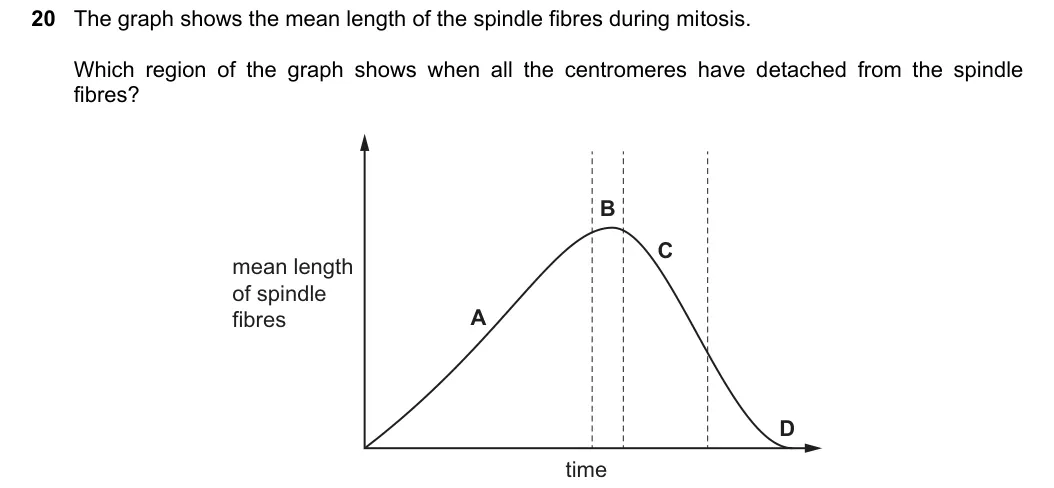 20 The graph shows the mean length of the spindle fibres during mitosis.
Which region of the graph shows when all the centromeres have detached from the spindle
fibres?
B
C
mean length
of spindle
fibres
A
D
time